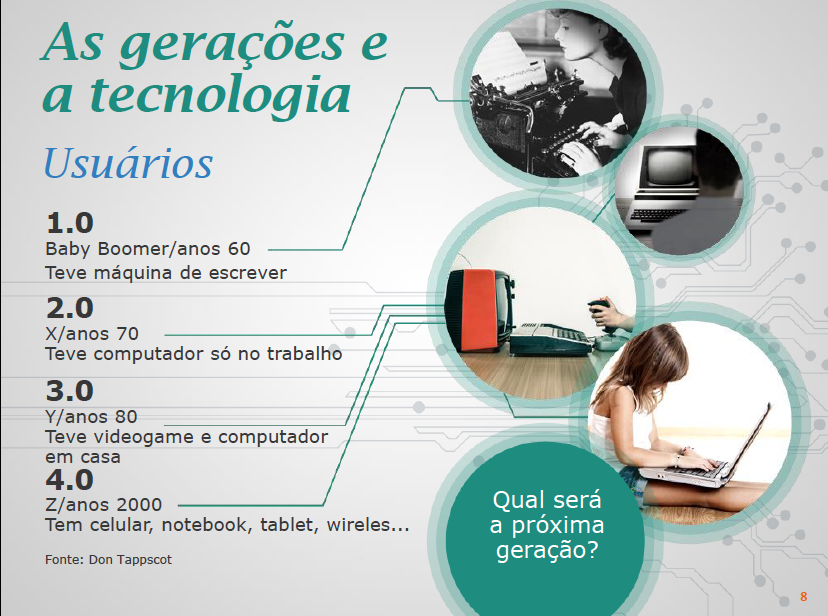 As gerações e
a tecnologia
Usuários
1.0
Baby Boomer/anos 60
Teve máquina de escrever
2.0
X/anos 70
Teve computador só no trabalho
3.0
Y/anos 80
Teve videogame e computador
em casa
4.0
Z/anos 2000
Tem celular, notebook, tablet, wireles...
Fonte: Don Tappscot
Qual será
a próxima
geração?
8